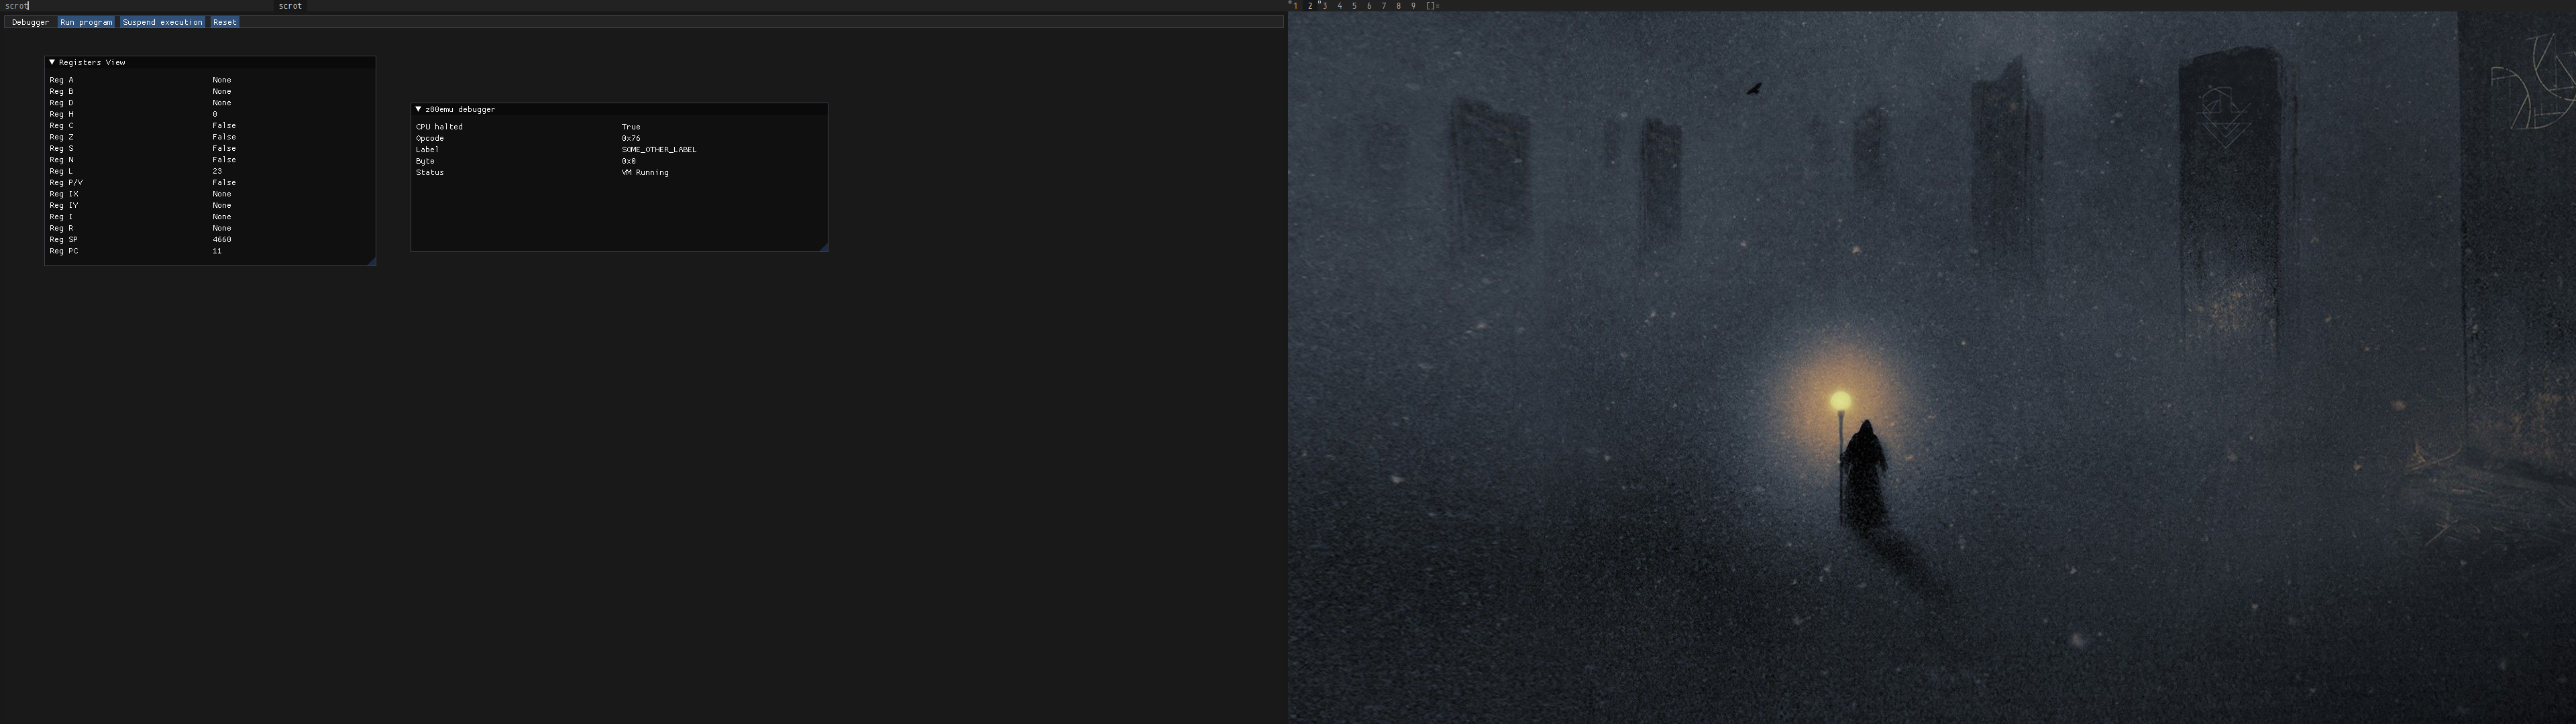 scrot scrot
Debugger Run program Suspend execution Reset
1 2 3 4 5 6 7 8 9 []=
▼ Registers View
Reg A None
Reg B None
Reg D None
Reg H 0
Reg C False
Reg Z False
Reg S False
Reg N False
Reg L 23
Reg P/V False
Reg IX None
Reg IY None
Reg I None
Reg R None
Reg SP 4660
Reg PC 11
▼ z80emu debugger
CPU halted True
Opcode 0x76
Label SOME_OTHER_LABEL
Byte 0x0
Status VM Running